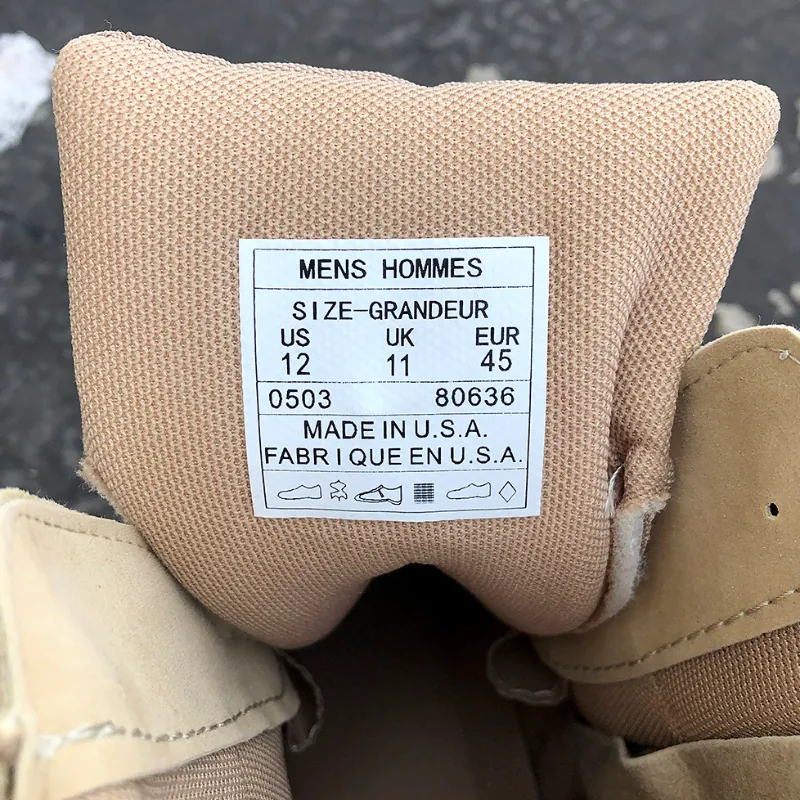 MENS HOMMES
SIZE-GRANDEUR
US UK EUR
12 11 45
0503 80636
MADE IN U.S.A.
FABRIQUE EN U.S.A.